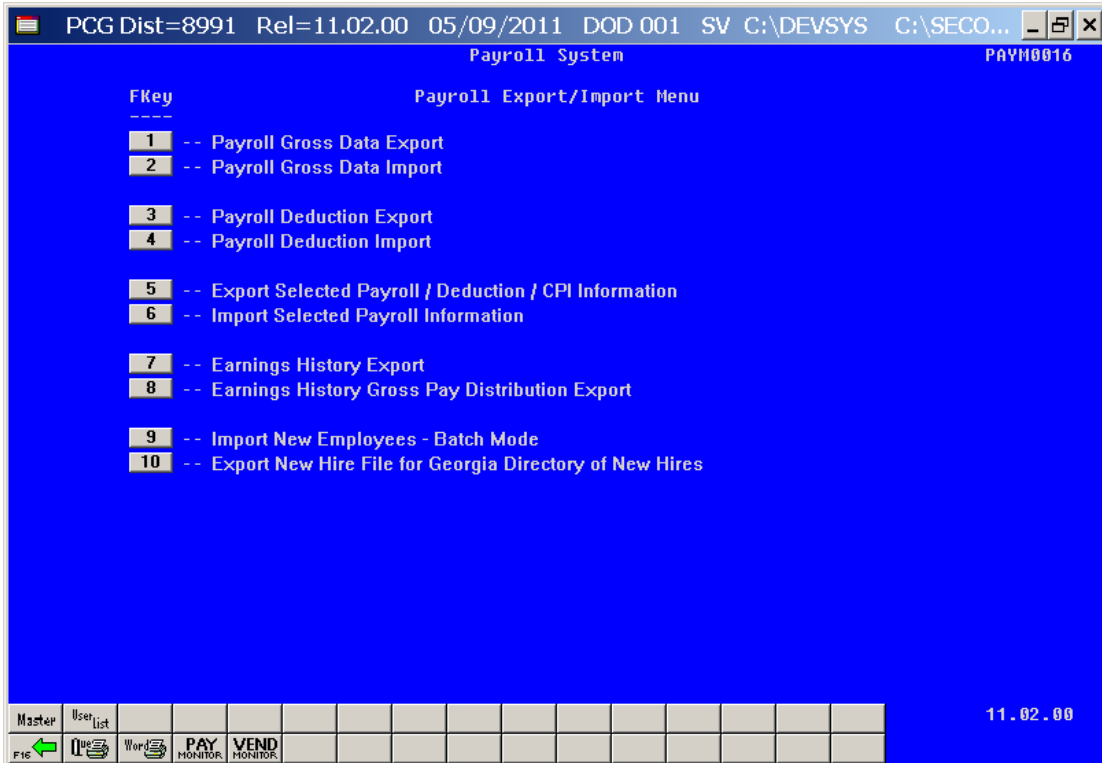 PCG Dist=8991 Rel=11.02.00 05/09/2011 DOD 001 SV C:\DEVSYS C:\SECO...
Payroll System PAYM0016
FKey Payroll Export/Import Menu
----
1 -- Payroll Gross Data Export
2 -- Payroll Gross Data Import
3 -- Payroll Deduction Export
4 -- Payroll Deduction Import
5 -- Export Selected Payroll / Deduction / CPI Information
6 -- Import Selected Payroll Information
7 -- Earnings History Export
8 -- Earnings History Gross Pay Distribution Export
9 -- Import New Employees - Batch Mode
10 -- Export New Hire File for Georgia Directory of New Hires
Master User List 11.02.00
F16 Que Word PAY MONITOR VEND MONITOR